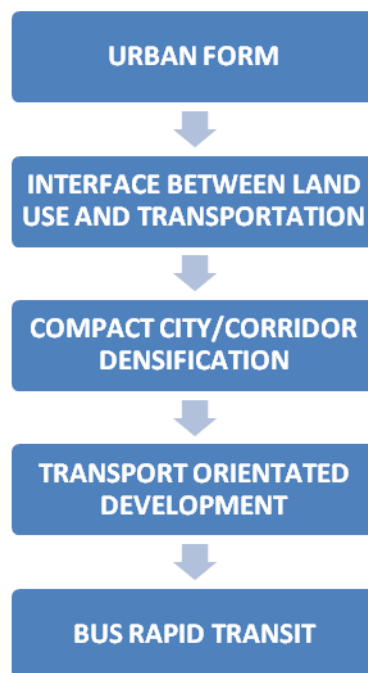 URBAN FORM
INTERFACE BETWEEN LAND
USE AND TRANSPORTATION
COMPACT CITY/CORRIDOR
DENSIFICATION
TRANSPORT ORIENTATED
DEVELOPMENT
BUS RAPID TRANSIT